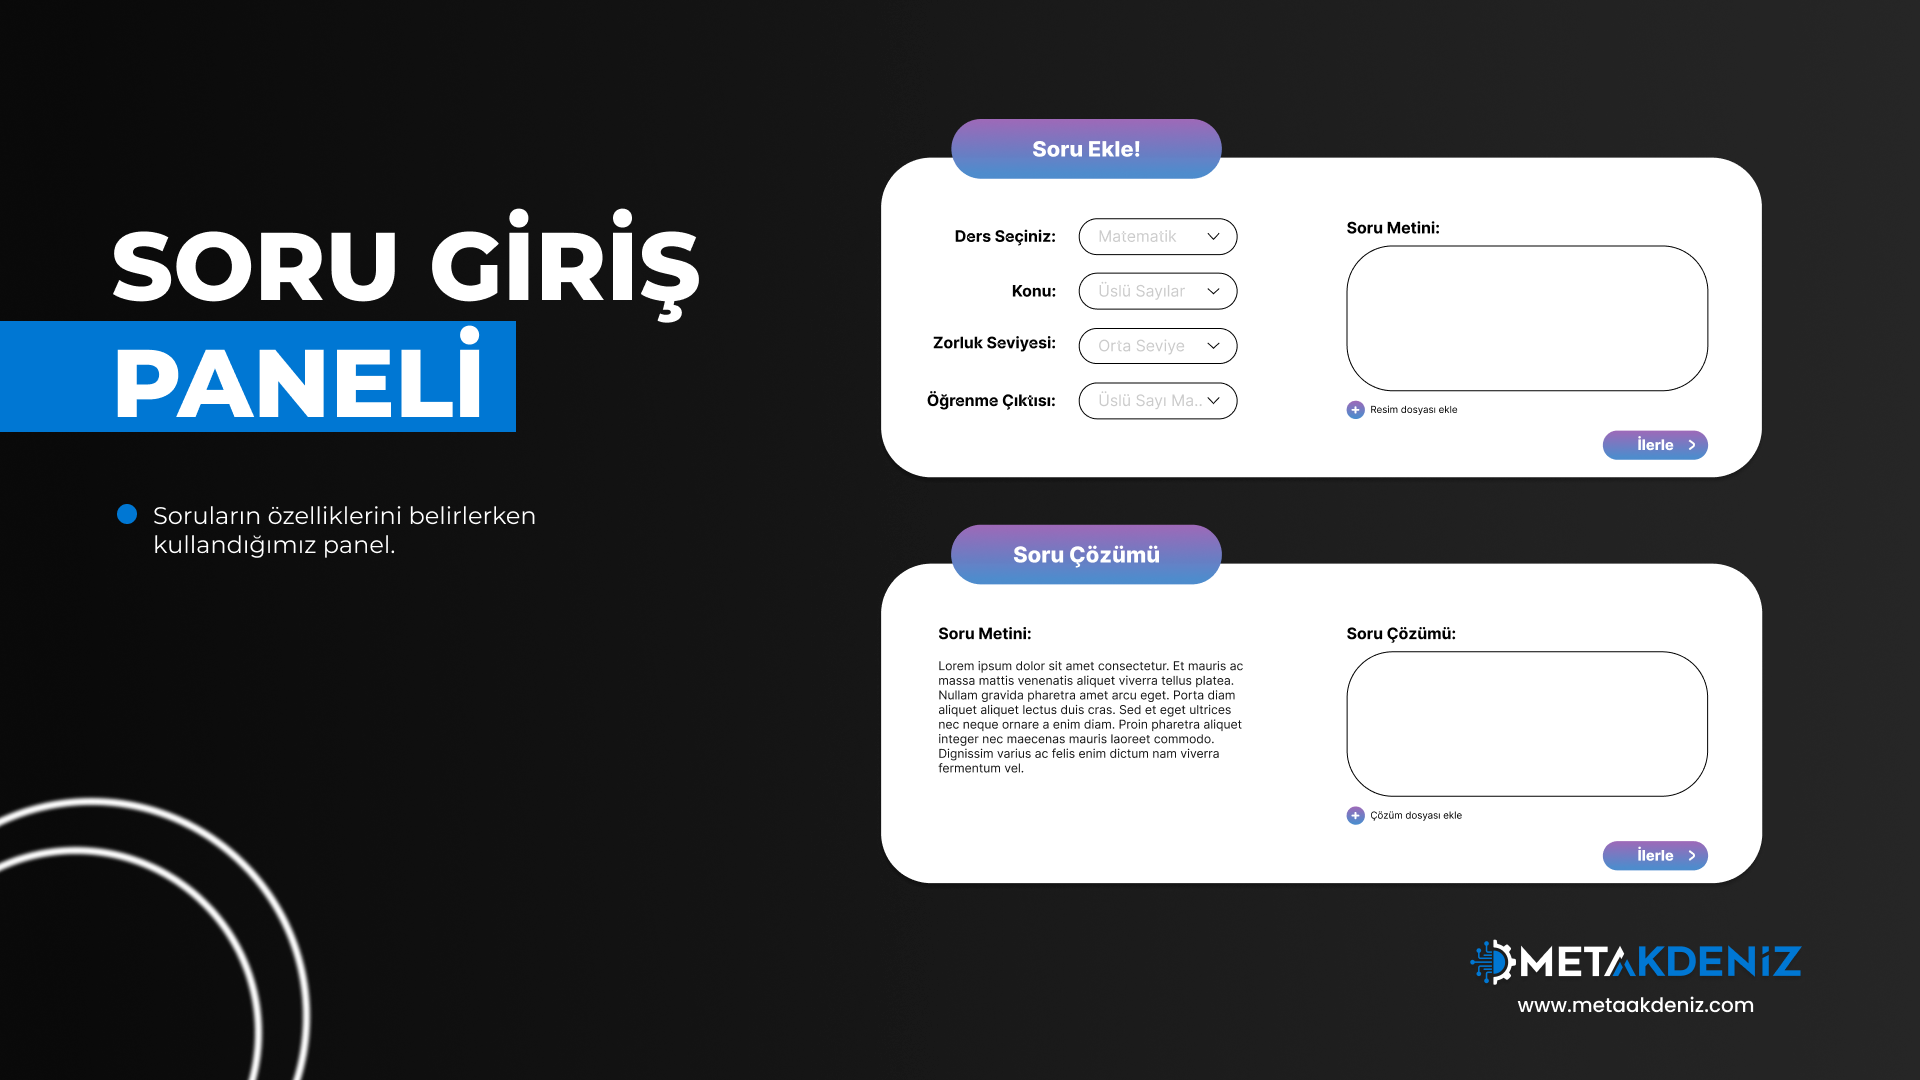 SORU GİRİŞ
PANELİ
Soruların özelliklerini belirlerken
kullandığımız panel.
Soru Ekle!
Ders Seçiniz:
Matematik
Konu:
Üslü Sayılar
Zorluk Seviyesi:
Orta Seviye
Öğrenme Çıktısı:
Üslü Sayı Ma..
Soru Metini:
Resim dosyası ekle
İlerle
Soru Çözümü
Soru Metini:
Lorem ipsum dolor sit amet consectetur. Et mauris ac
massa mattis venenatis aliquet viverra tellus platea.
Nullam gravida pharetra amet arcu eget. Porta diam
aliquet aliquet lectus duis cras. Sed et eget ultrices
nec neque ornare a enim diam. Proin pharetra aliquet
integer nec maecenas mauris laoreet commodo.
Dignissim varius ac felis enim dictum nam viverra
fermentum vel.
Soru Çözümü:
Çözüm dosyası ekle
İlerle
METAKDENİZ
www.metaakdeniz.com